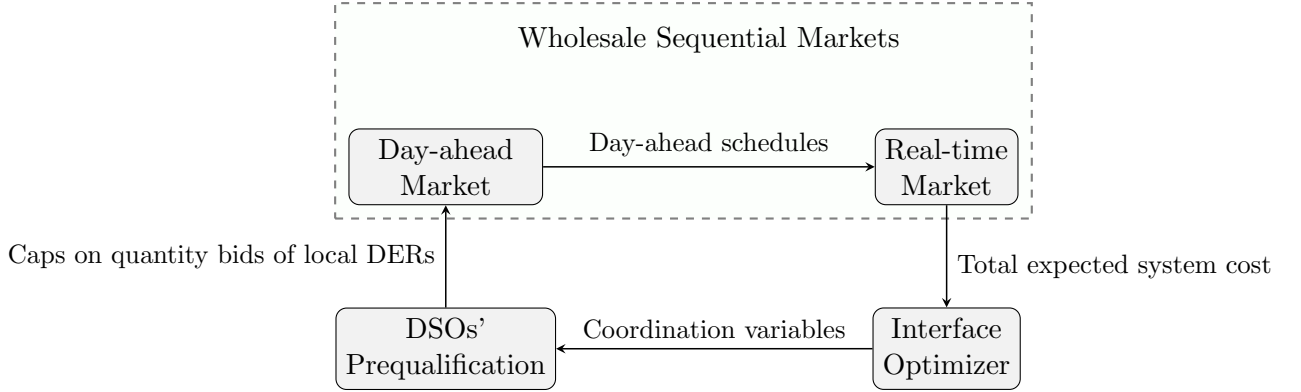 Wholesale Sequential Markets
Day-ahead
Market
Day-ahead schedules
Real-time
Market
Caps on quantity bids of local DERs
Total expected system cost
DSOs'
Prequalification
Coordination variables
Interface
Optimizer